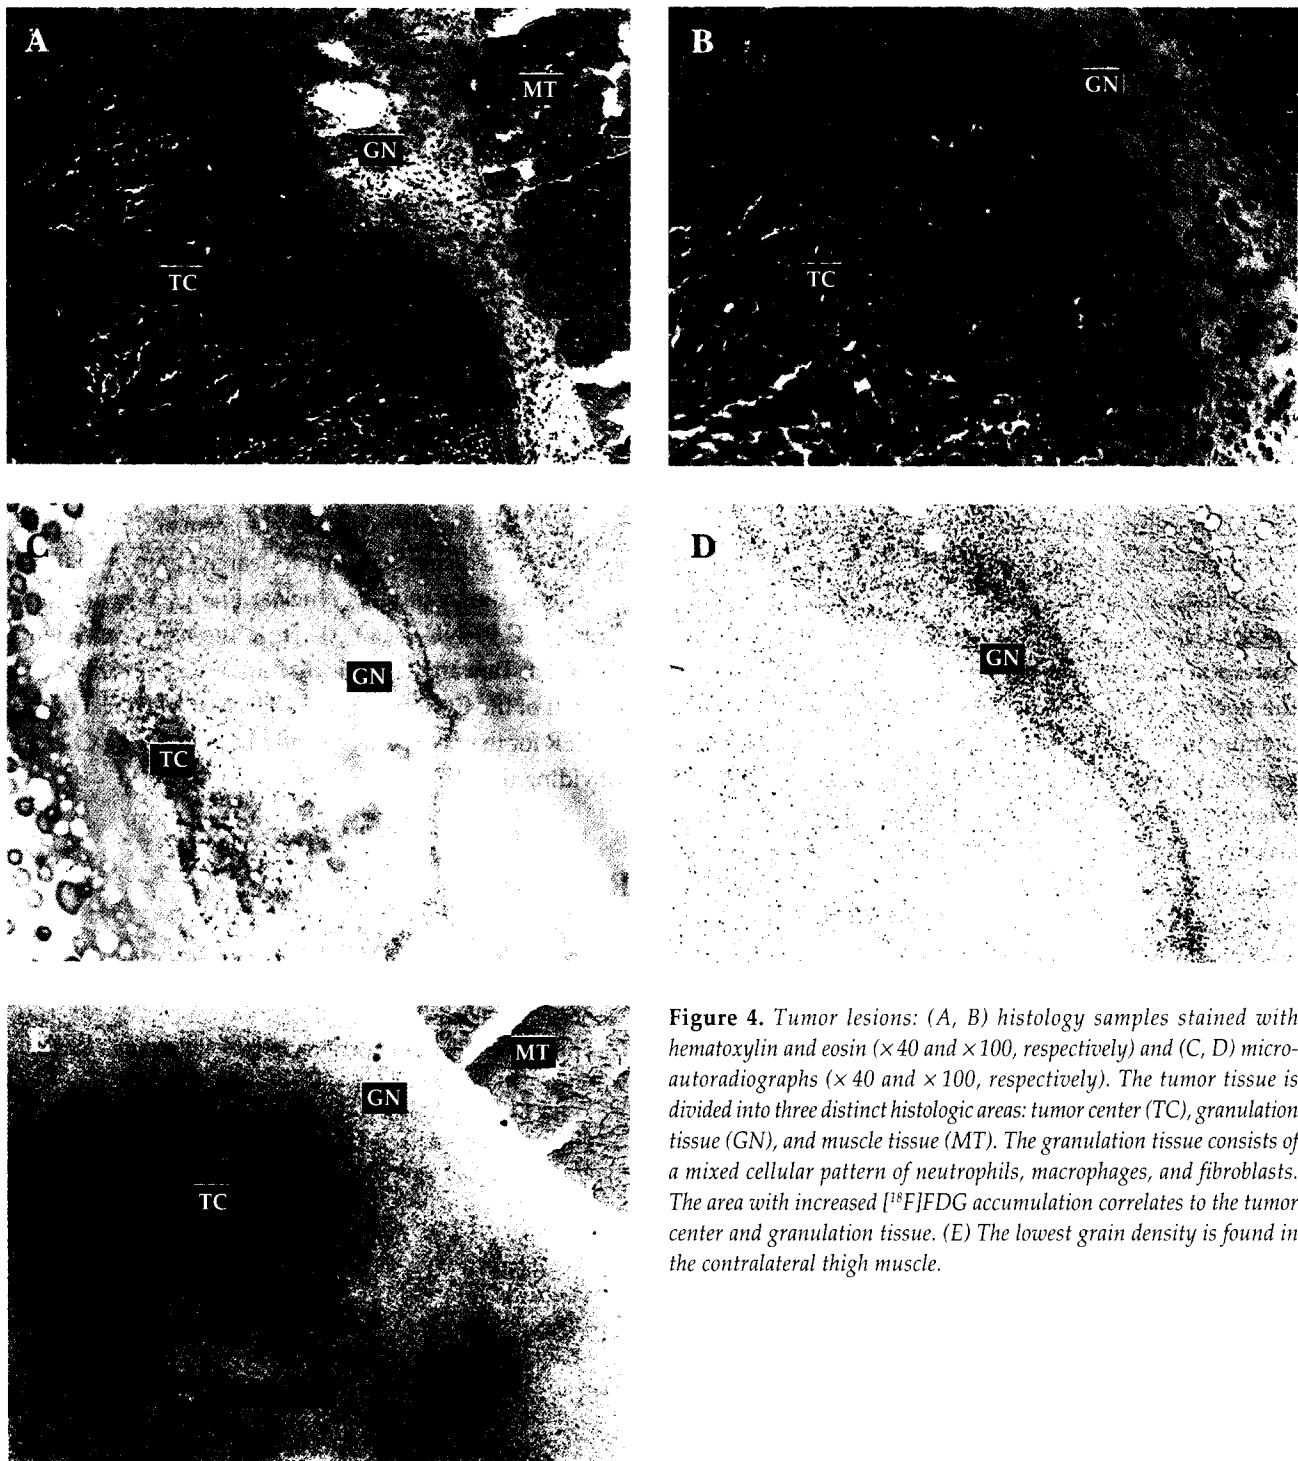 A
MT
GN
TC
B
GN
TC
C
GN
TC
D
GN
E
MT
GN
TC
Figure 4. Tumor lesions: (A, B) histology samples stained with
hematoxylin and eosin (×40 and ×100, respectively) and (C, D) micro-
autoradiographs (×40 and ×100, respectively). The tumor tissue is
divided into three distinct histologic areas: tumor center (TC), granulation
tissue (GN), and muscle tissue (MT). The granulation tissue consists of
a mixed cellular pattern of neutrophils, macrophages, and fibroblasts.
The area with increased [¹⁸F]FDG accumulation correlates to the tumor
center and granulation tissue. (E) The lowest grain density is found in
the contralateral thigh muscle.